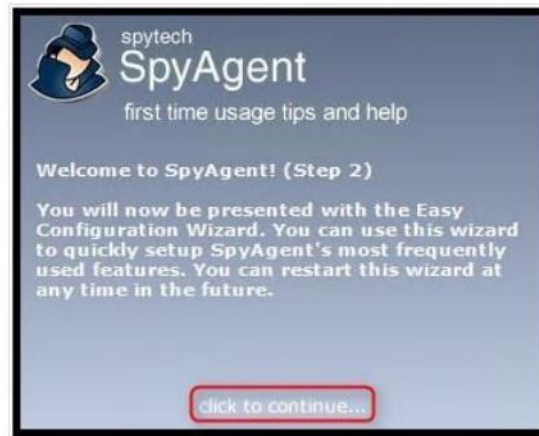 spytech
SpyAgent
first time usage tips and help
Welcome to SpyAgent! (Step 2)
You will now be presented with the Easy
Configuration Wizard. You can use this wizard
to quickly setup SpyAgent's most frequently
used features. You can restart this wizard at
any time in the future.
click to continue...